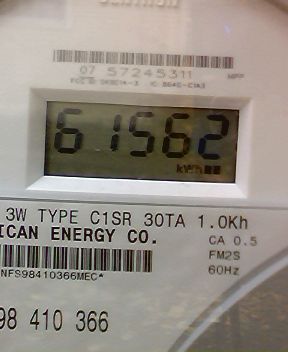 07 57245311
61562
kWh
3W TYPE C1SR 30TA 1.0Kh
ICAN ENERGY CO.
CA 0.5
FM2S
NFS98410366MEC*
60Hz
98 410 366